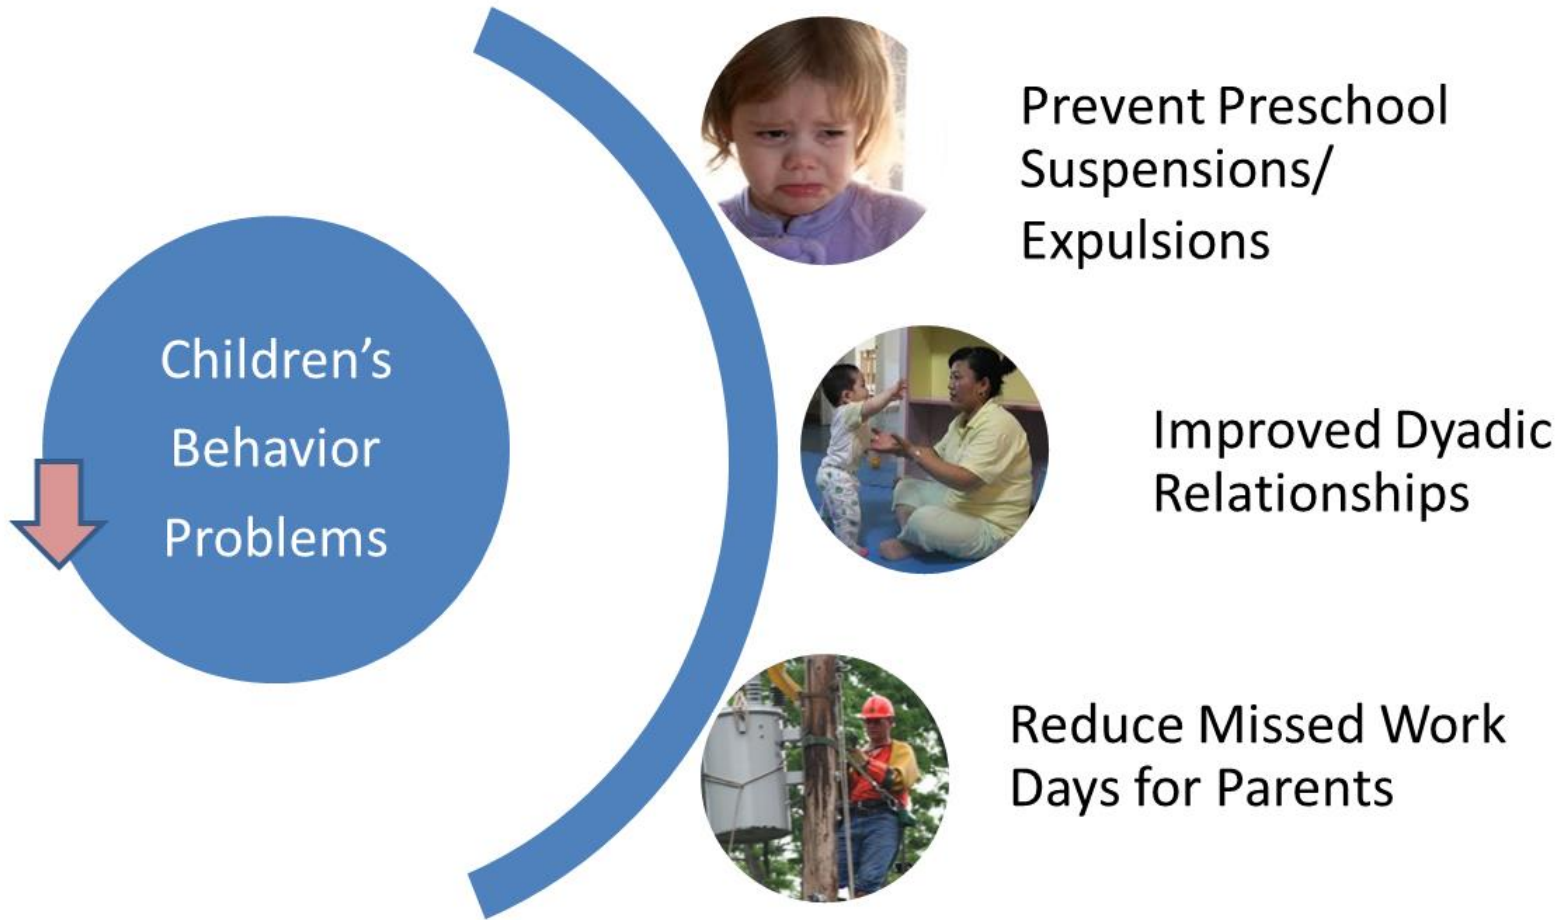 Children’s
Behavior
Problems
Prevent Preschool
Suspensions/
Expulsions
Improved Dyadic
Relationships
Reduce Missed Work
Days for Parents